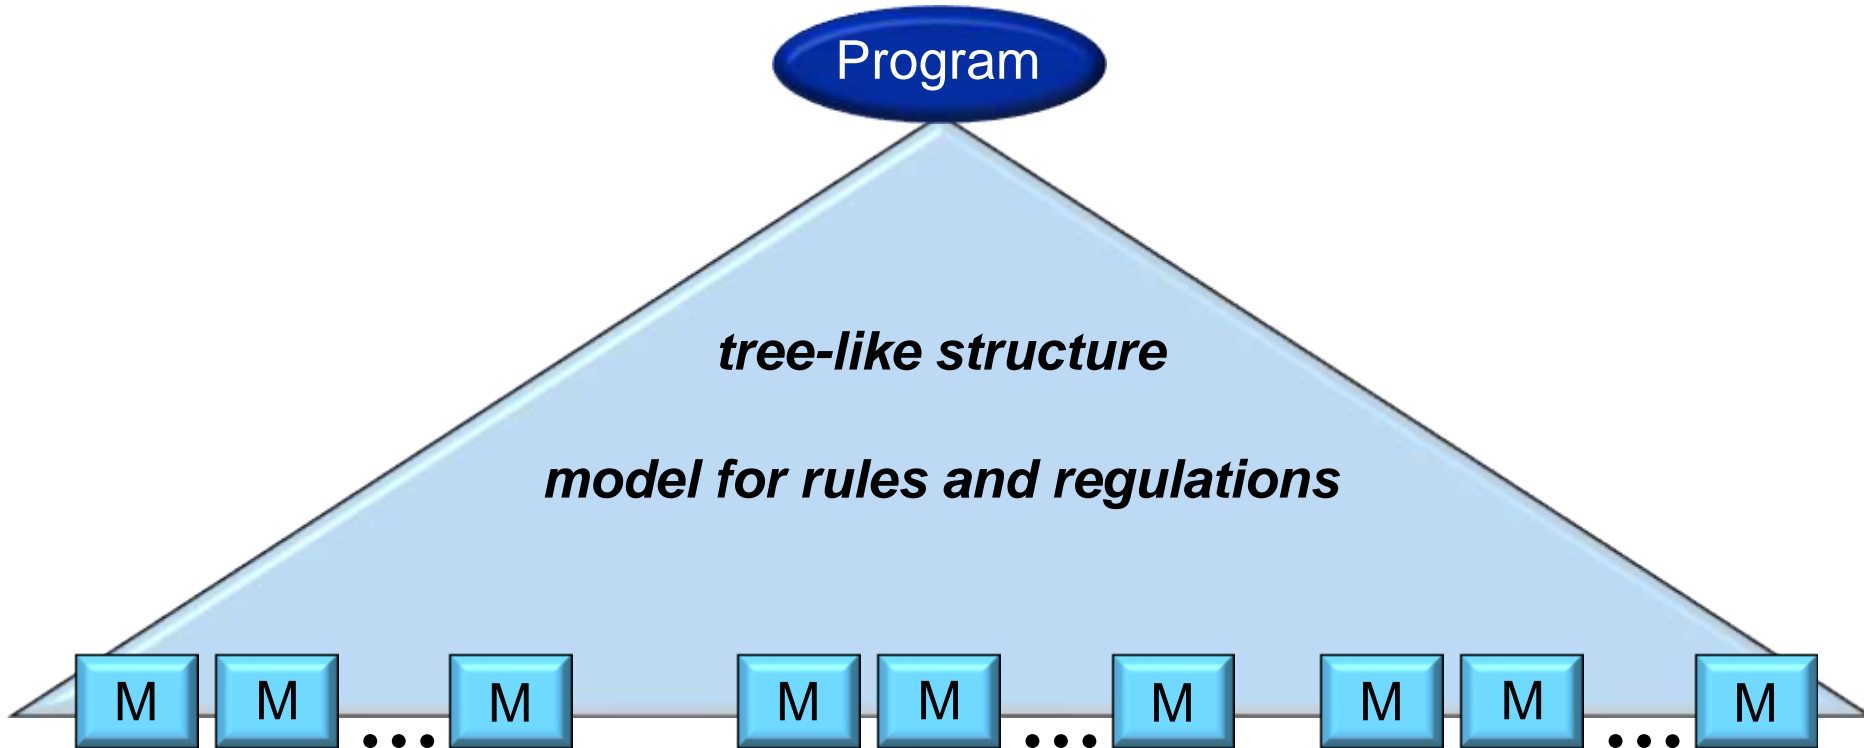 Program
tree-like structure
model for rules and regulations
M M ... M M M ... M M M ... M